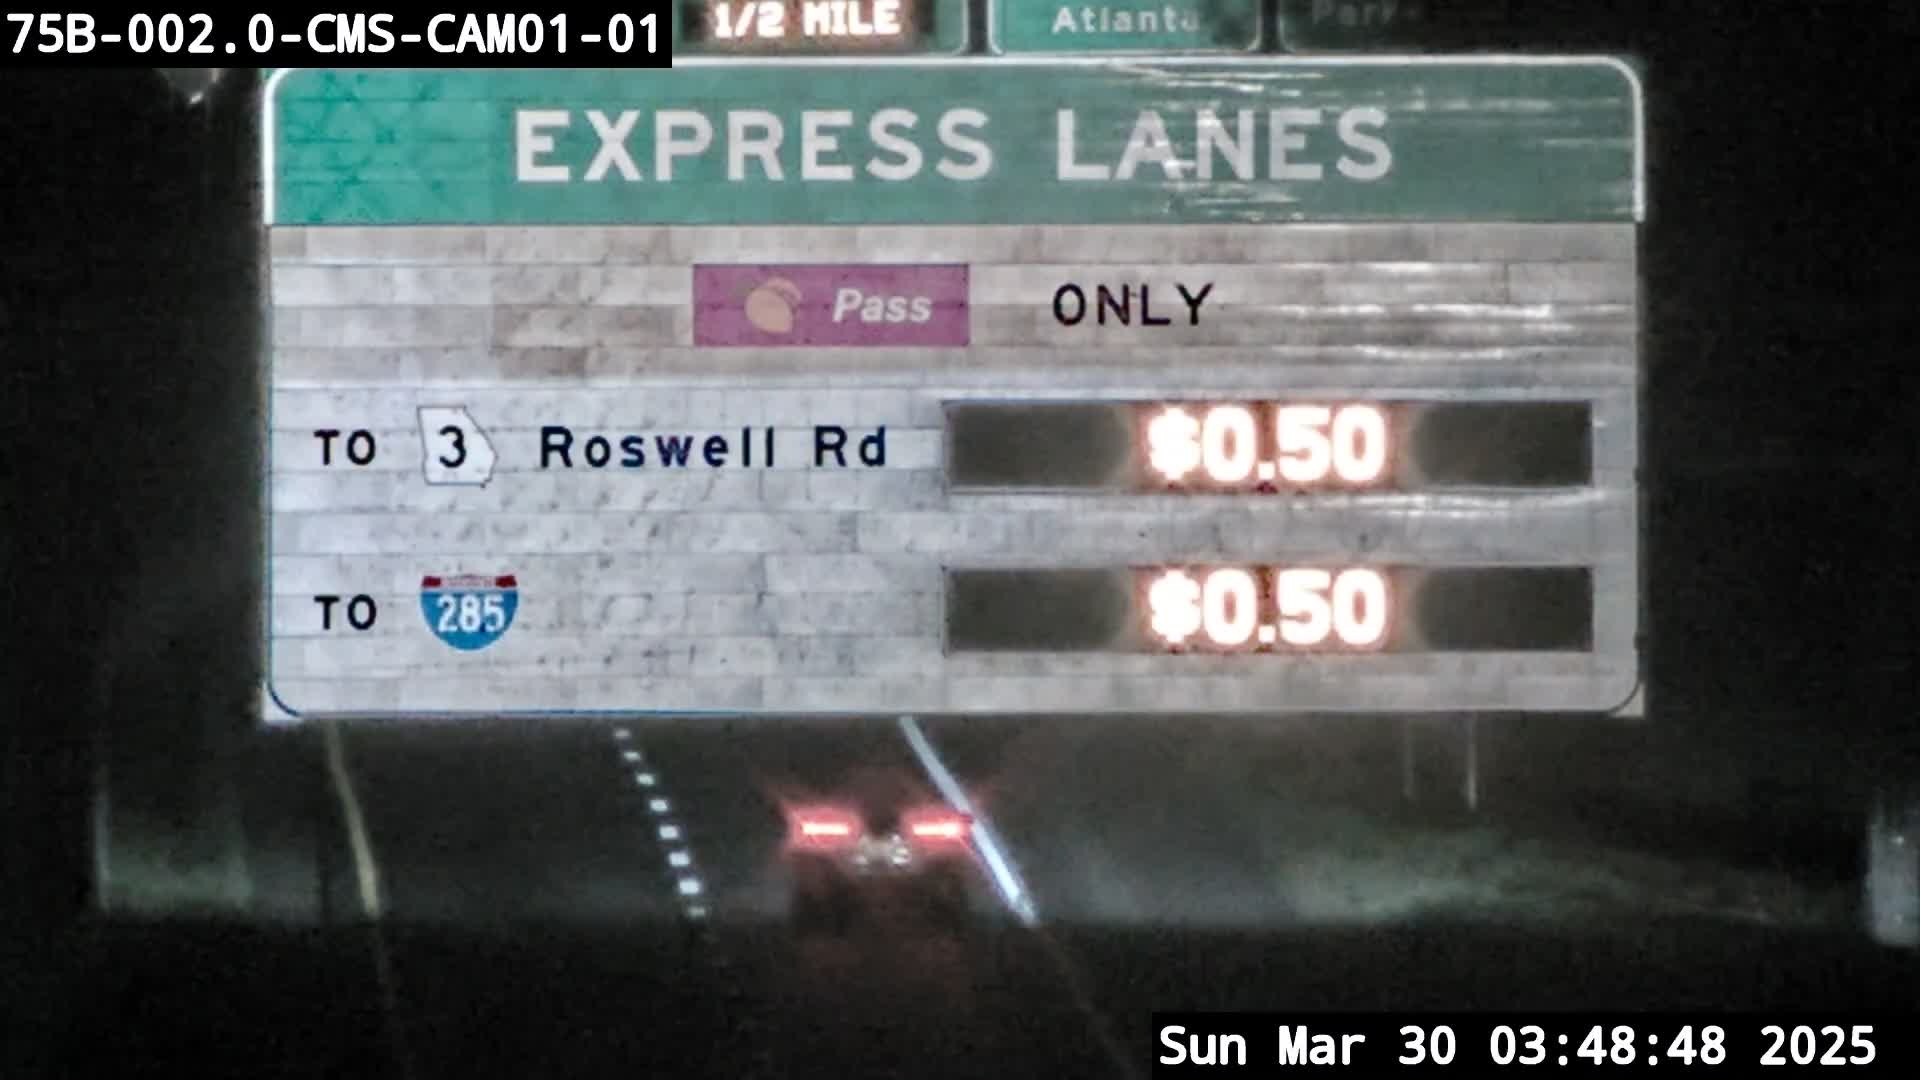 75B-002.0-CMS-CAM01-01
1/2 MILE
Atlanta
EXPRESS LANES
Pass ONLY
TO 3 Roswell Rd $0.50
TO 285 $0.50
Sun Mar 30 03:48:48 2025